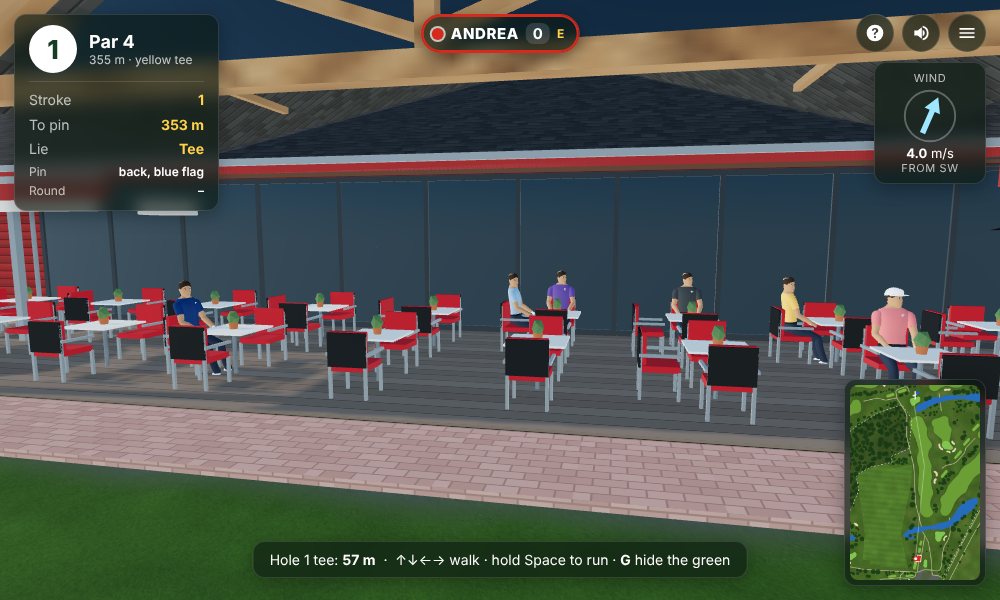 1
Par 4
355 m · yellow tee
Stroke 1
To pin 353 m
Lie Tee
Pin back, blue flag
Round –
ANDREA 0 E
?
WIND
4.0 m/s
FROM SW
Hole 1 tee: 57 m · ↑↓←→ walk · hold Space to run · G hide the green